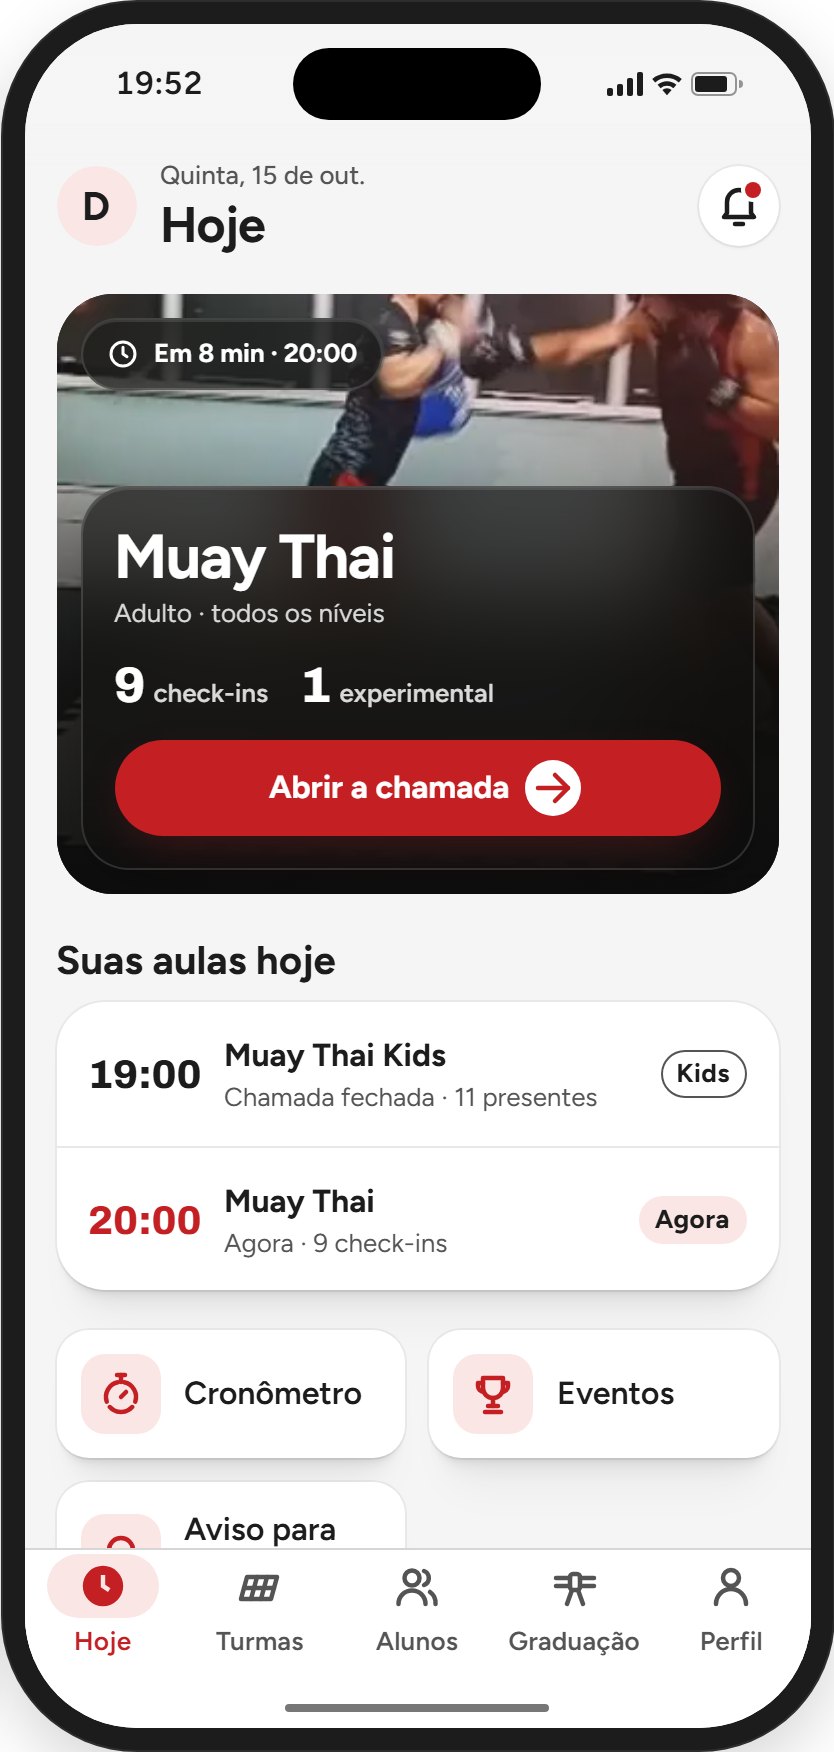 19:52
D
Quinta, 15 de out.
Hoje
Em 8 min · 20:00
Muay Thai
Adulto · todos os níveis
9 check-ins 1 experimental
Abrir a chamada
Suas aulas hoje
19:00 Muay Thai Kids Kids
Chamada fechada · 11 presentes
20:00 Muay Thai Agora
Agora · 9 check-ins
Cronômetro Eventos
Aviso para
Hoje Turmas Alunos Graduação Perfil